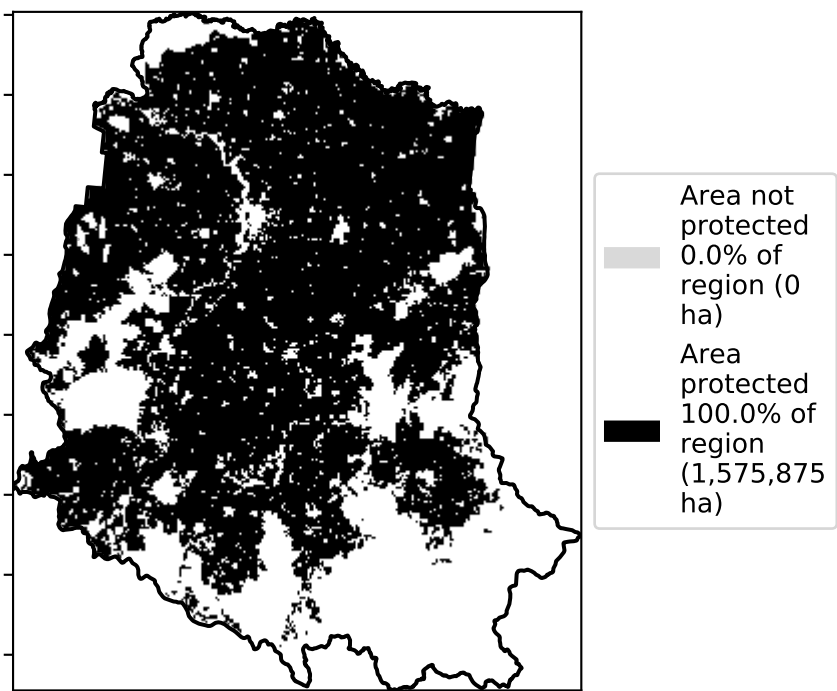 Area not
protected
0.0% of
region (0
ha)
Area
protected
100.0% of
region
(1,575,875
ha)